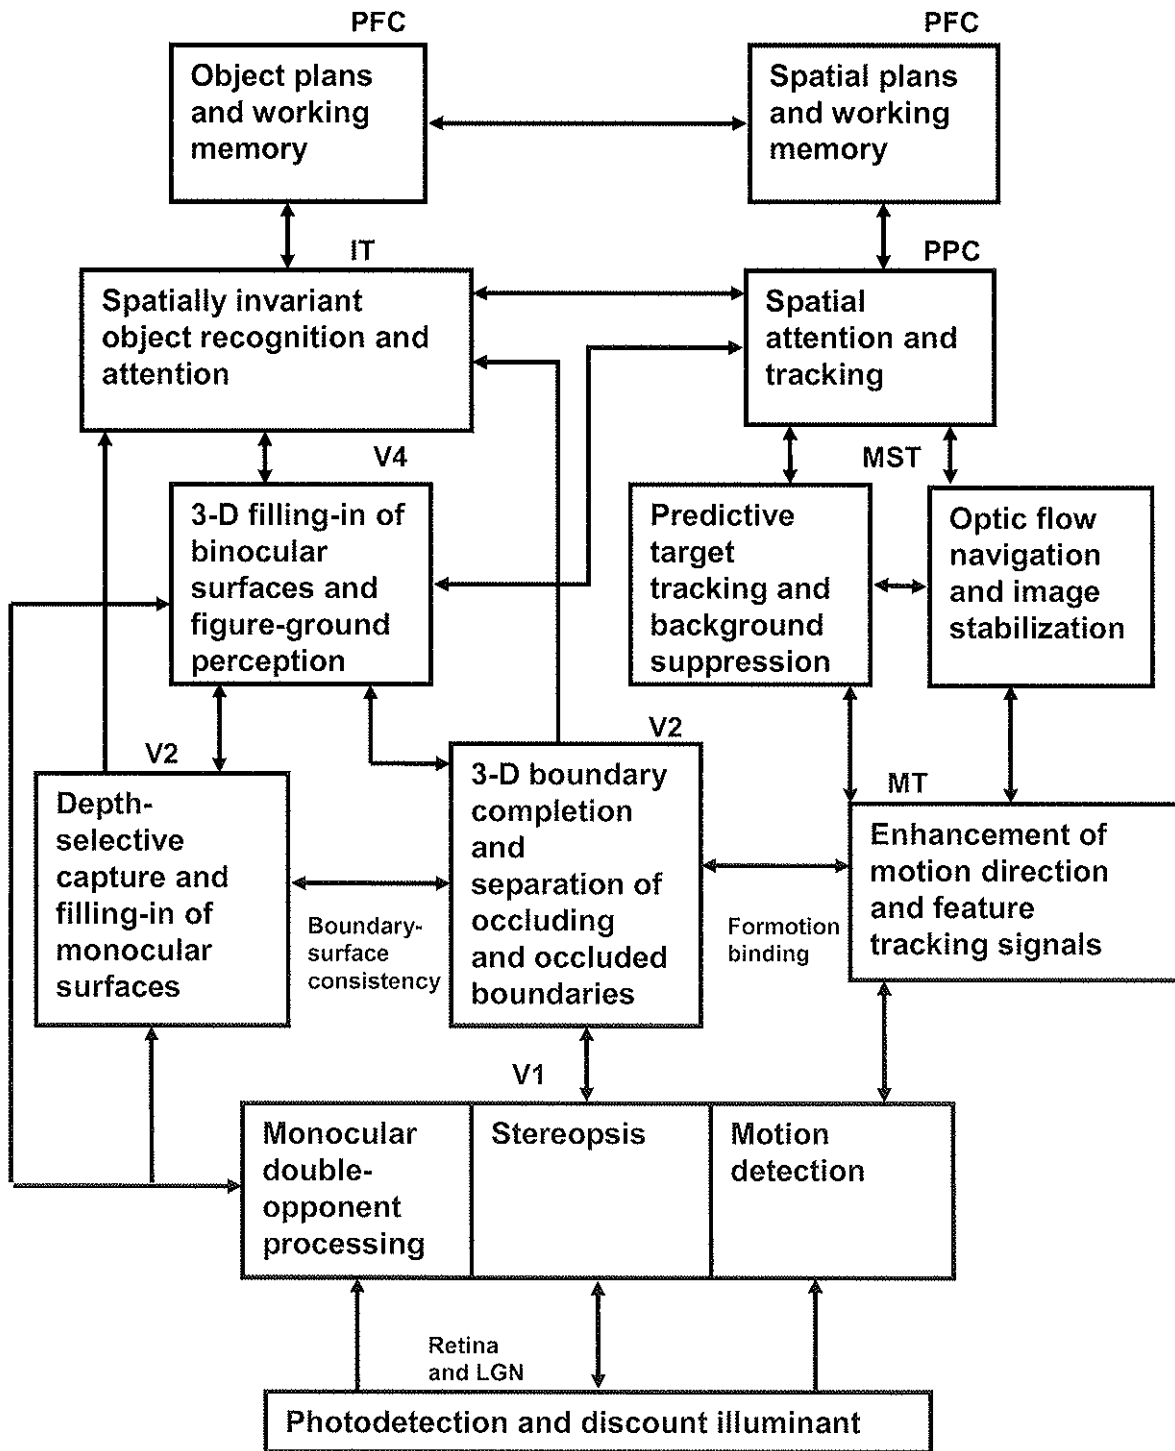 PFC
Object plans
and working
memory
PFC
Spatial plans
and working
memory
IT
Spatially invariant
object recognition and
attention
PPC
Spatial
attention and
tracking
V4
3-D filling-in of
binocular
surfaces and
figure-ground
perception
MST
Predictive
target
tracking and
background
suppression
Optic flow
navigation
and image
stabilization
V2
Depth-
selective
capture and
filling-in of
monocular
surfaces
Boundary-
surface
consistency
V2
3-D boundary
completion
and
separation of
occluding
and occluded
boundaries
Formotion
binding
MT
Enhancement of
motion direction
and feature
tracking signals
V1
Monocular
double-
opponent
processing
Stereopsis
Motion
detection
Retina
and LGN
Photodetection and discount illuminant